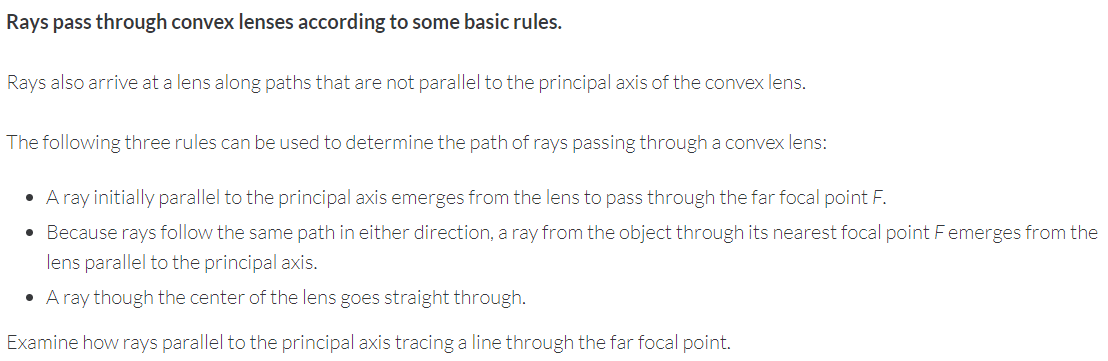 Rays pass through convex lenses according to some basic rules.
Rays also arrive at a lens along paths that are not parallel to the principal axis of the convex lens.
The following three rules can be used to determine the path of rays passing through a convex lens:
• A ray initially parallel to the principal axis emerges from the lens to pass through the far focal point F.
• Because rays follow the same path in either direction, a ray from the object through its nearest focal point F emerges from the
lens parallel to the principal axis.
• A ray though the center of the lens goes straight through.
Examine how rays parallel to the principal axis tracing a line through the far focal point.